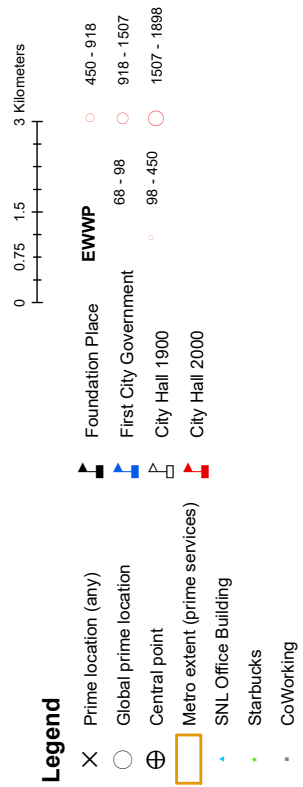 Legend
Prime location (any)
Global prime location
Central point
Metro extent (prime services)
SNL Office Building
Starbucks
CoWorking
Foundation Place
First City Government
City Hall 1900
City Hall 2000
EWWP
68 - 98
98 - 450
450 - 918
918 - 1507
1507 - 1898
0 0.75 1.5 3 Kilometers